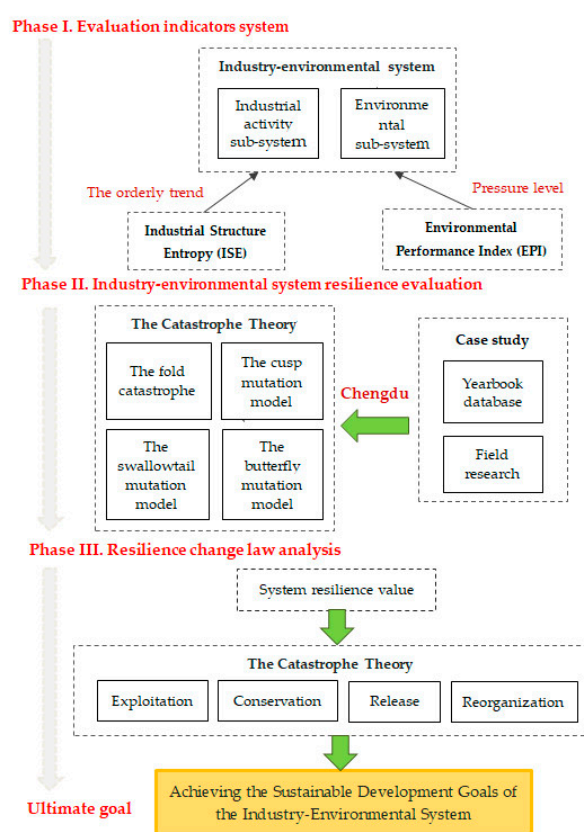 Phase I. Evaluation indicators system
Industry-environmental system
Industrial
activity
sub-system
Environme
ntal
sub-system
The orderly trend
Pressure level
Industrial Structure
Entropy (ISE)
Environmental
Performance Index (EPI)
Phase II. Industry-environmental system resilience evaluation
The Catastrophe Theory
The fold
catastrophe
The cusp
mutation
model
The
swallowtail
mutation
model
The
butterfly
mutation
model
Chengdu
Case study
Yearbook
database
Field
research
Phase III. Resilience change law analysis
System resilience value
The Catastrophe Theory
Exploitation
Conservation
Release
Reorganization
Ultimate goal
Achieving the Sustainable Development Goals of
the Industry-Environmental System